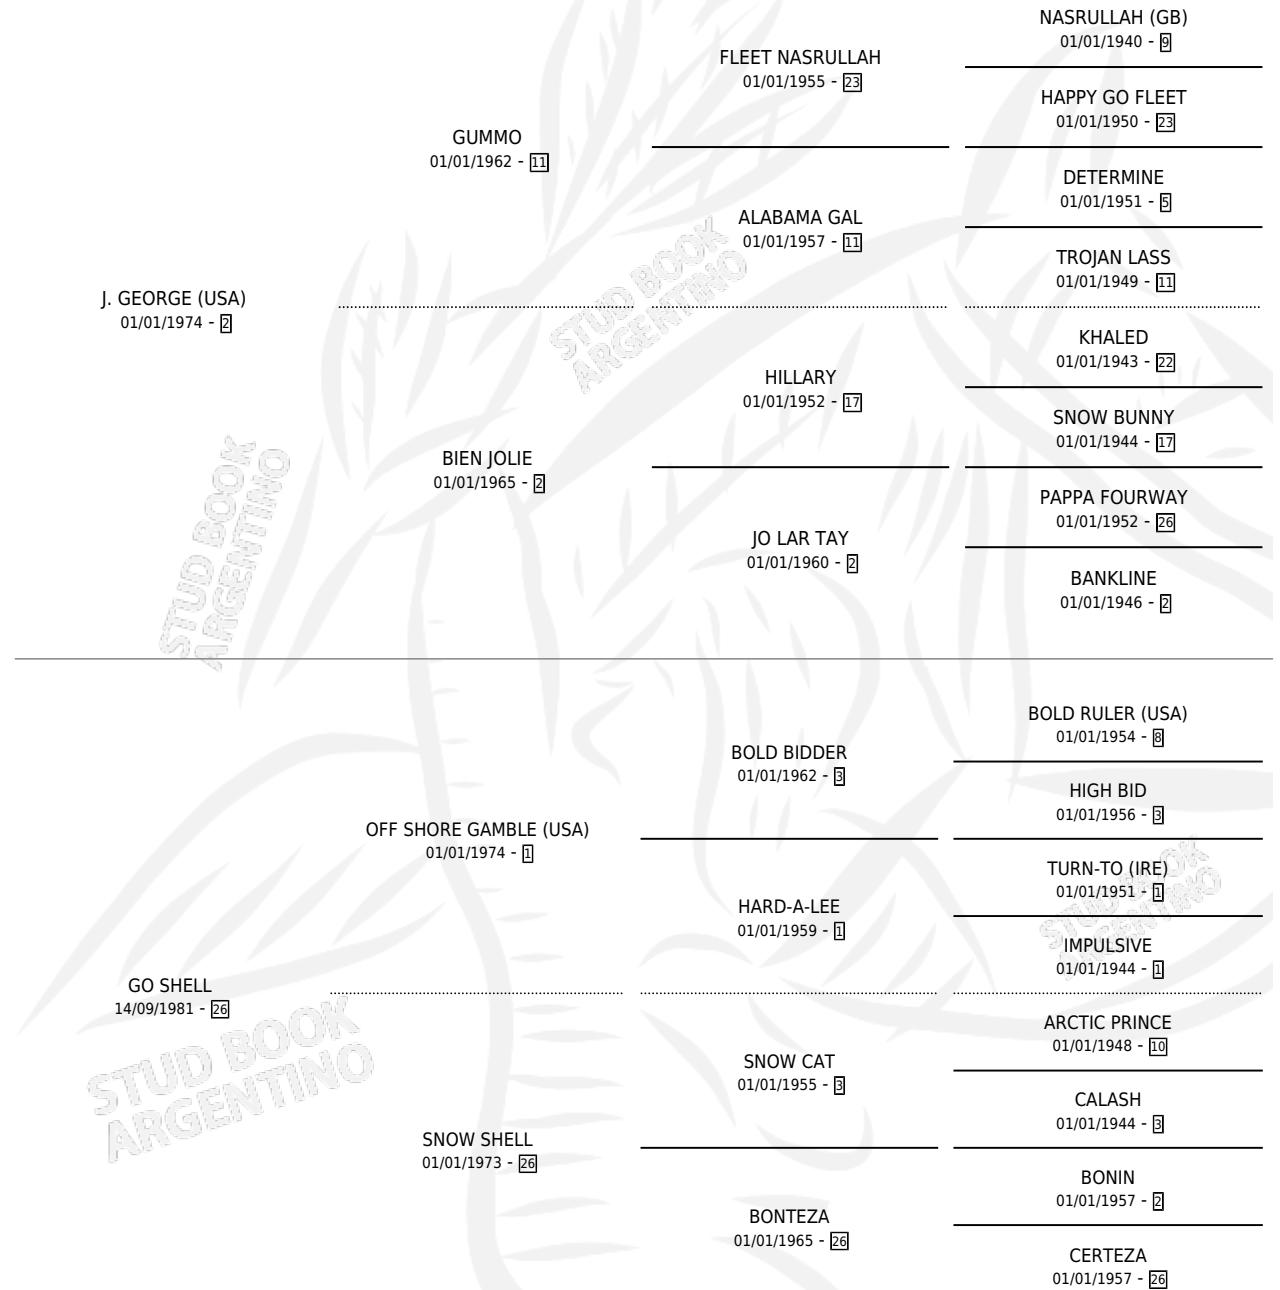 NASRULLAH (GB)
01/01/1940 - 9
FLEET NASRULLAH
01/01/1955 - 23
HAPPY GO FLEET
01/01/1950 - 23
GUMMO
01/01/1962 - 11
DETERMINE
01/01/1951 - 5
ALABAMA GAL
01/01/1957 - 11
TROJAN LASS
01/01/1949 - 11
J. GEORGE (USA)
01/01/1974 - 2
KHALED
01/01/1943 - 22
HILLARY
01/01/1952 - 17
SNOW BUNNY
01/01/1944 - 17
BIEN JOLIE
01/01/1965 - 2
PAPPA FOURWAY
01/01/1952 - 26
JO LAR TAY
01/01/1960 - 2
BANKLINE
01/01/1946 - 2
BOLD RULER (USA)
01/01/1954 - 8
BOLD BIDDER
01/01/1962 - 3
HIGH BID
01/01/1956 - 3
OFF SHORE GAMBLE (USA)
01/01/1974 - 1
TURN-TO (IRE)
01/01/1951 - 1
HARD-A-LEE
01/01/1959 - 1
IMPULSIVE
01/01/1944 - 1
GO SHELL
14/09/1981 - 26
ARCTIC PRINCE
01/01/1948 - 10
SNOW CAT
01/01/1955 - 3
CALASH
01/01/1944 - 3
SNOW SHELL
01/01/1973 - 26
BONIN
01/01/1957 - 2
BONTEZA
01/01/1965 - 26
CERTEZA
01/01/1957 - 26
STUD BOOK
ARGENTINO
STUD BOOK
ARGENTINO
STUD BOOK
ARGENTINO
STUD BOOK
ARGENTINO